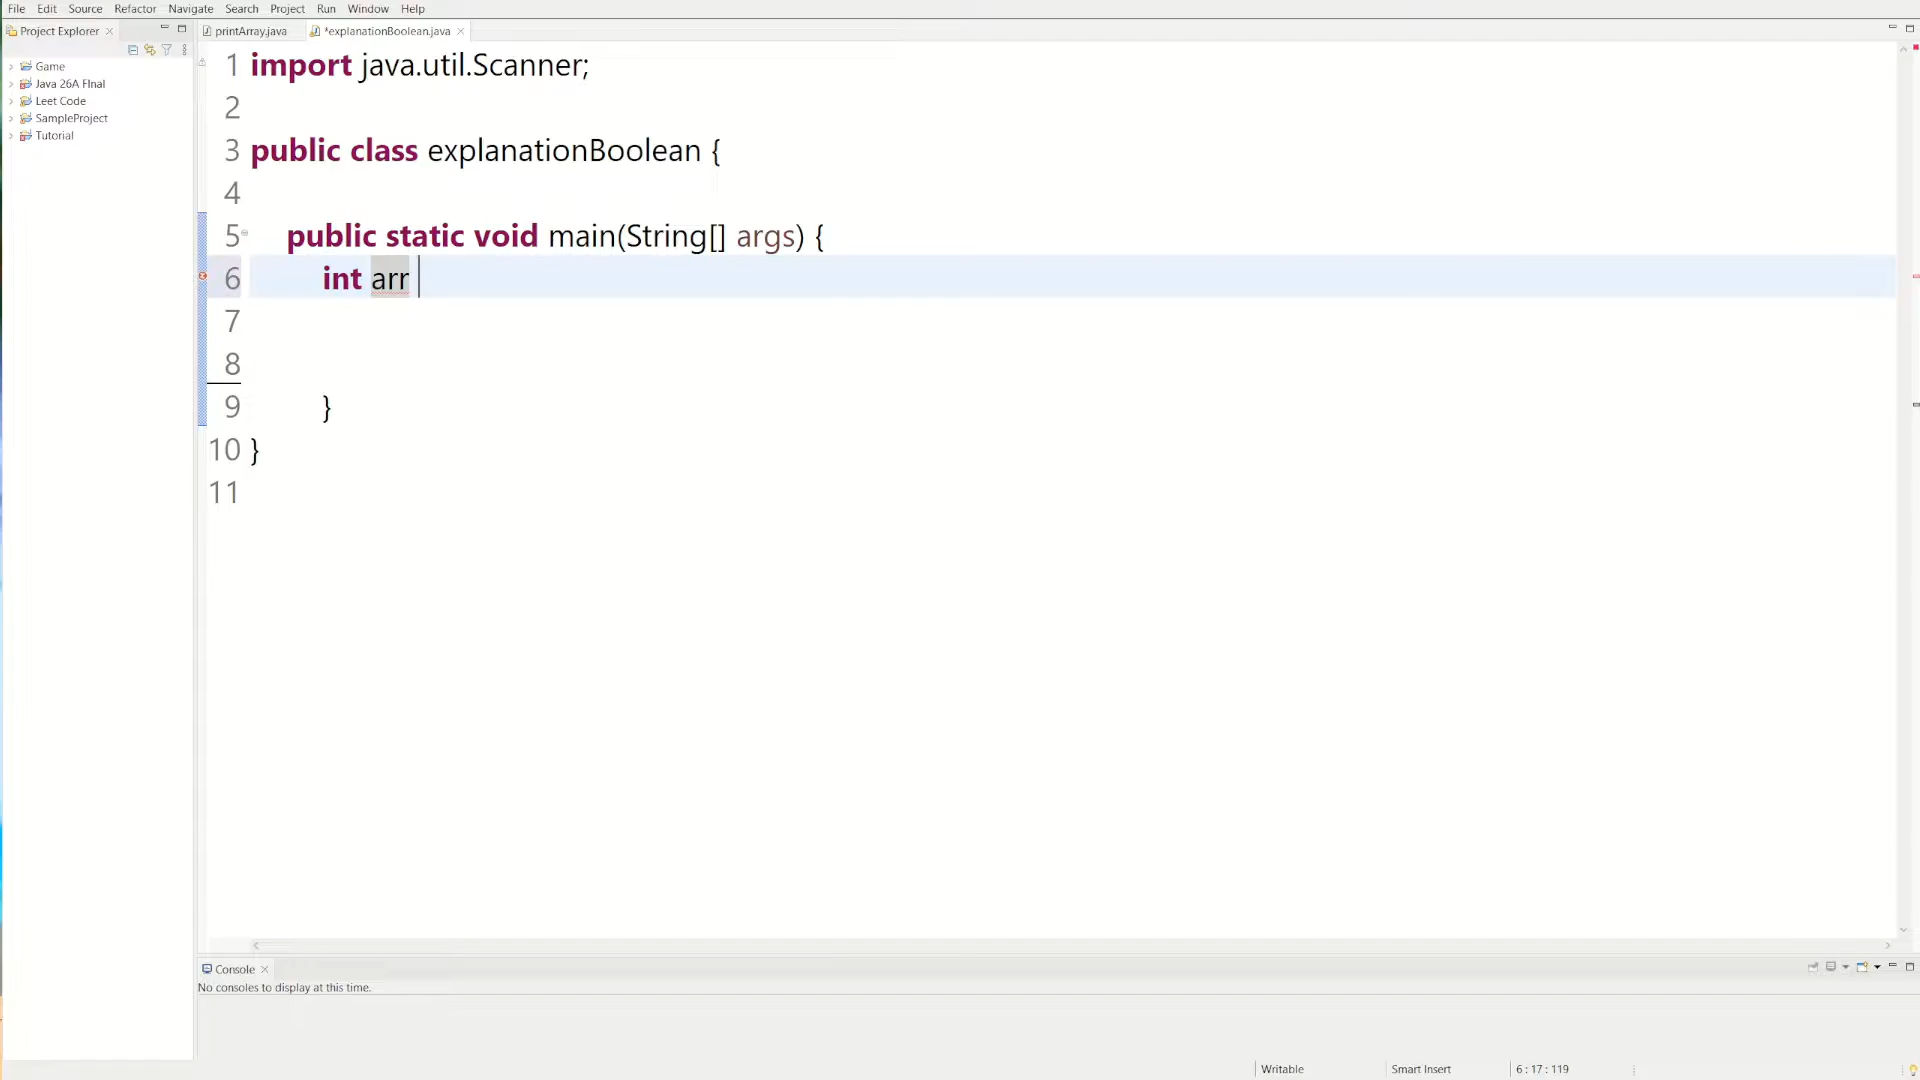 File Edit Source Refactor Navigate Search Project Run Window Help
Project Explorer
printArray.java
*explanationBoolean.java
Game
Java 26A FInal
Leet Code
SampleProject
Tutorial
1 import java.util.Scanner;
2
3 public class explanationBoolean {
4
5 public static void main(String[] args) {
6 int arr
7
8
9 }
10 }
11
Console
No consoles to display at this time.
Writable Smart Insert 6 : 17 : 119